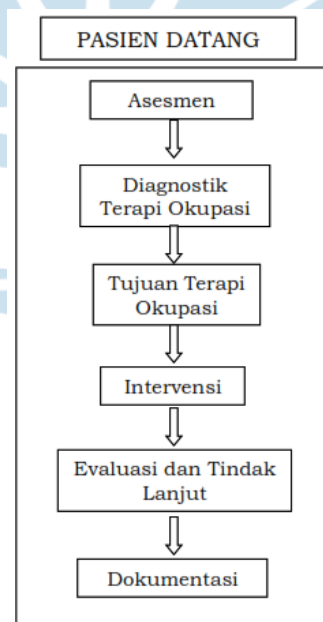 PASIEN DATANG
Asesmen
Diagnostik
Terapi Okupasi
Tujuan Terapi
Okupasi
Intervensi
Evaluasi dan Tindak
Lanjut
Dokumentasi